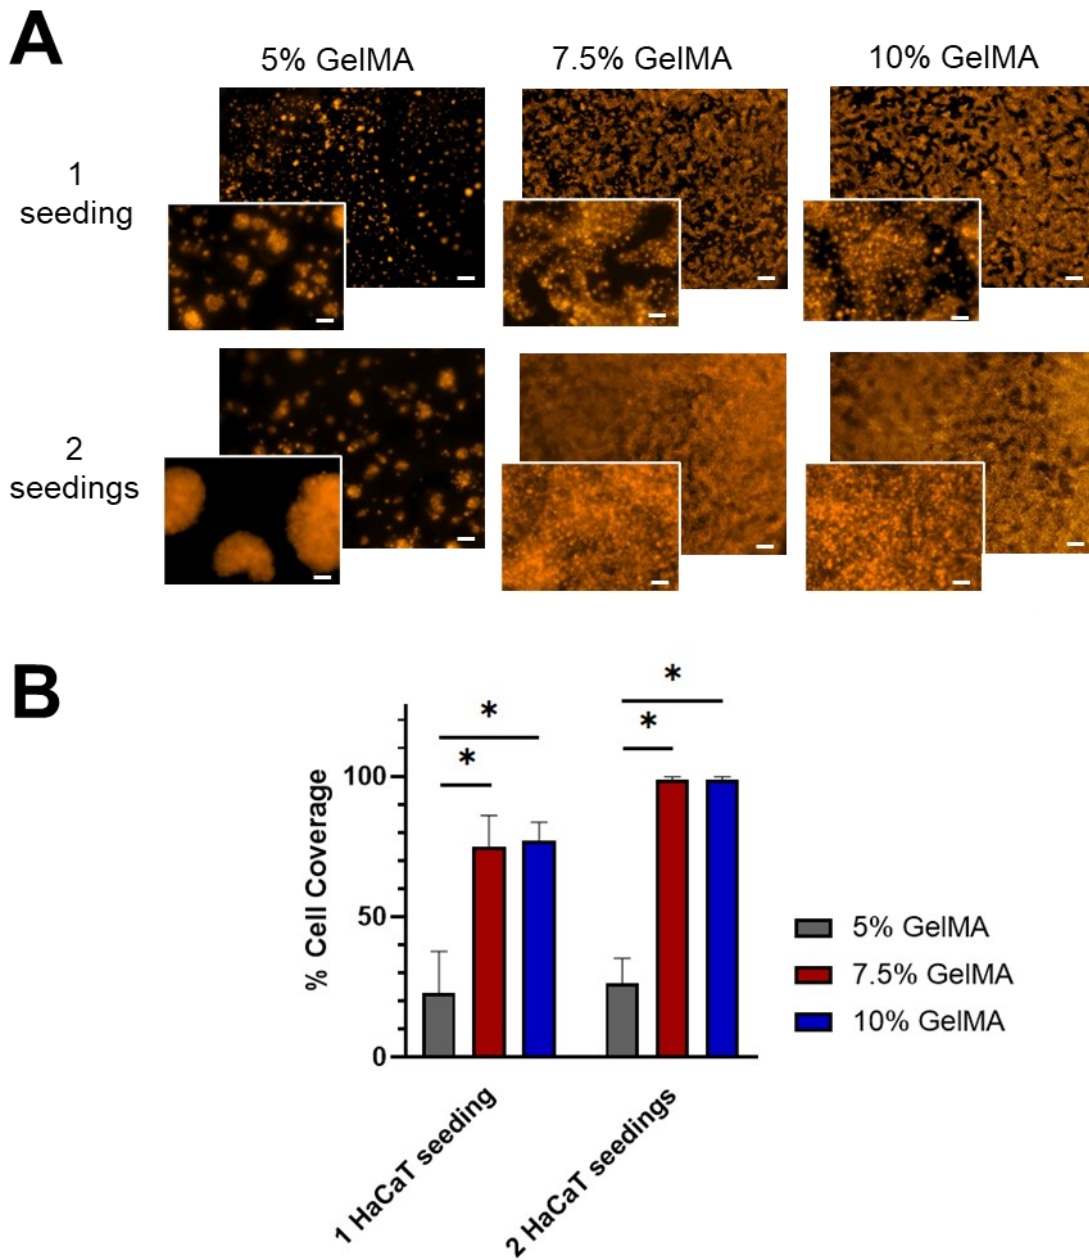 A
5% GelMA
7.5% GelMA
10% GelMA
1
seeding
2
seedings
B
*
*
*
*
% Cell Coverage
100
50
0
1 HaCaT seeding
2 HaCaT seedings
5% GelMA
7.5% GelMA
10% GelMA